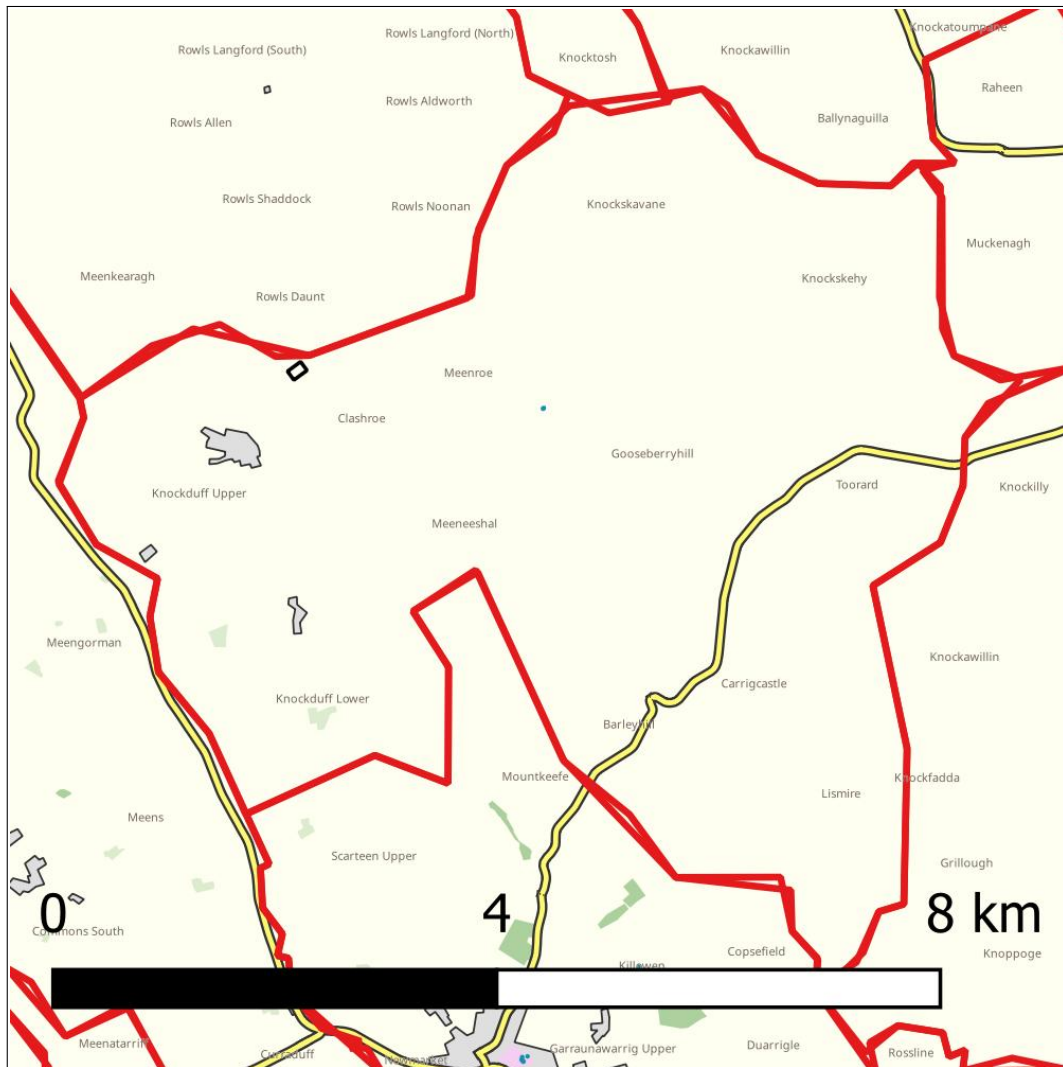 Knockatoumpane
Rowls Langford (North)
Rowls Langford (South)
Knocktosh
Knockawillin
Raheen
Rowls Aldworth
Rowls Allen
Ballynaguilla
Rowls Shaddock
Rowls Noonan
Knockskavane
Muckenagh
Meenkearagh
Knockskehy
Rowls Daunt
Meenroe
Clashroe
Gooseberryhill
Toorard
Knockilly
Knockduff Upper
Meeneeshal
Meengorman
Knockawillin
Carrigcastle
Knockduff Lower
Barleyhill
Mountkeefe
Knockfadda
Lismire
Meens
Scarteen Upper
Grillough
0
4
8 km
Commons South
Copsefield
Knoppoge
Killowen
Meenatarriff
Curraduff
Newmarket
Garraunawarrig Upper
Duarrigle
Rossline